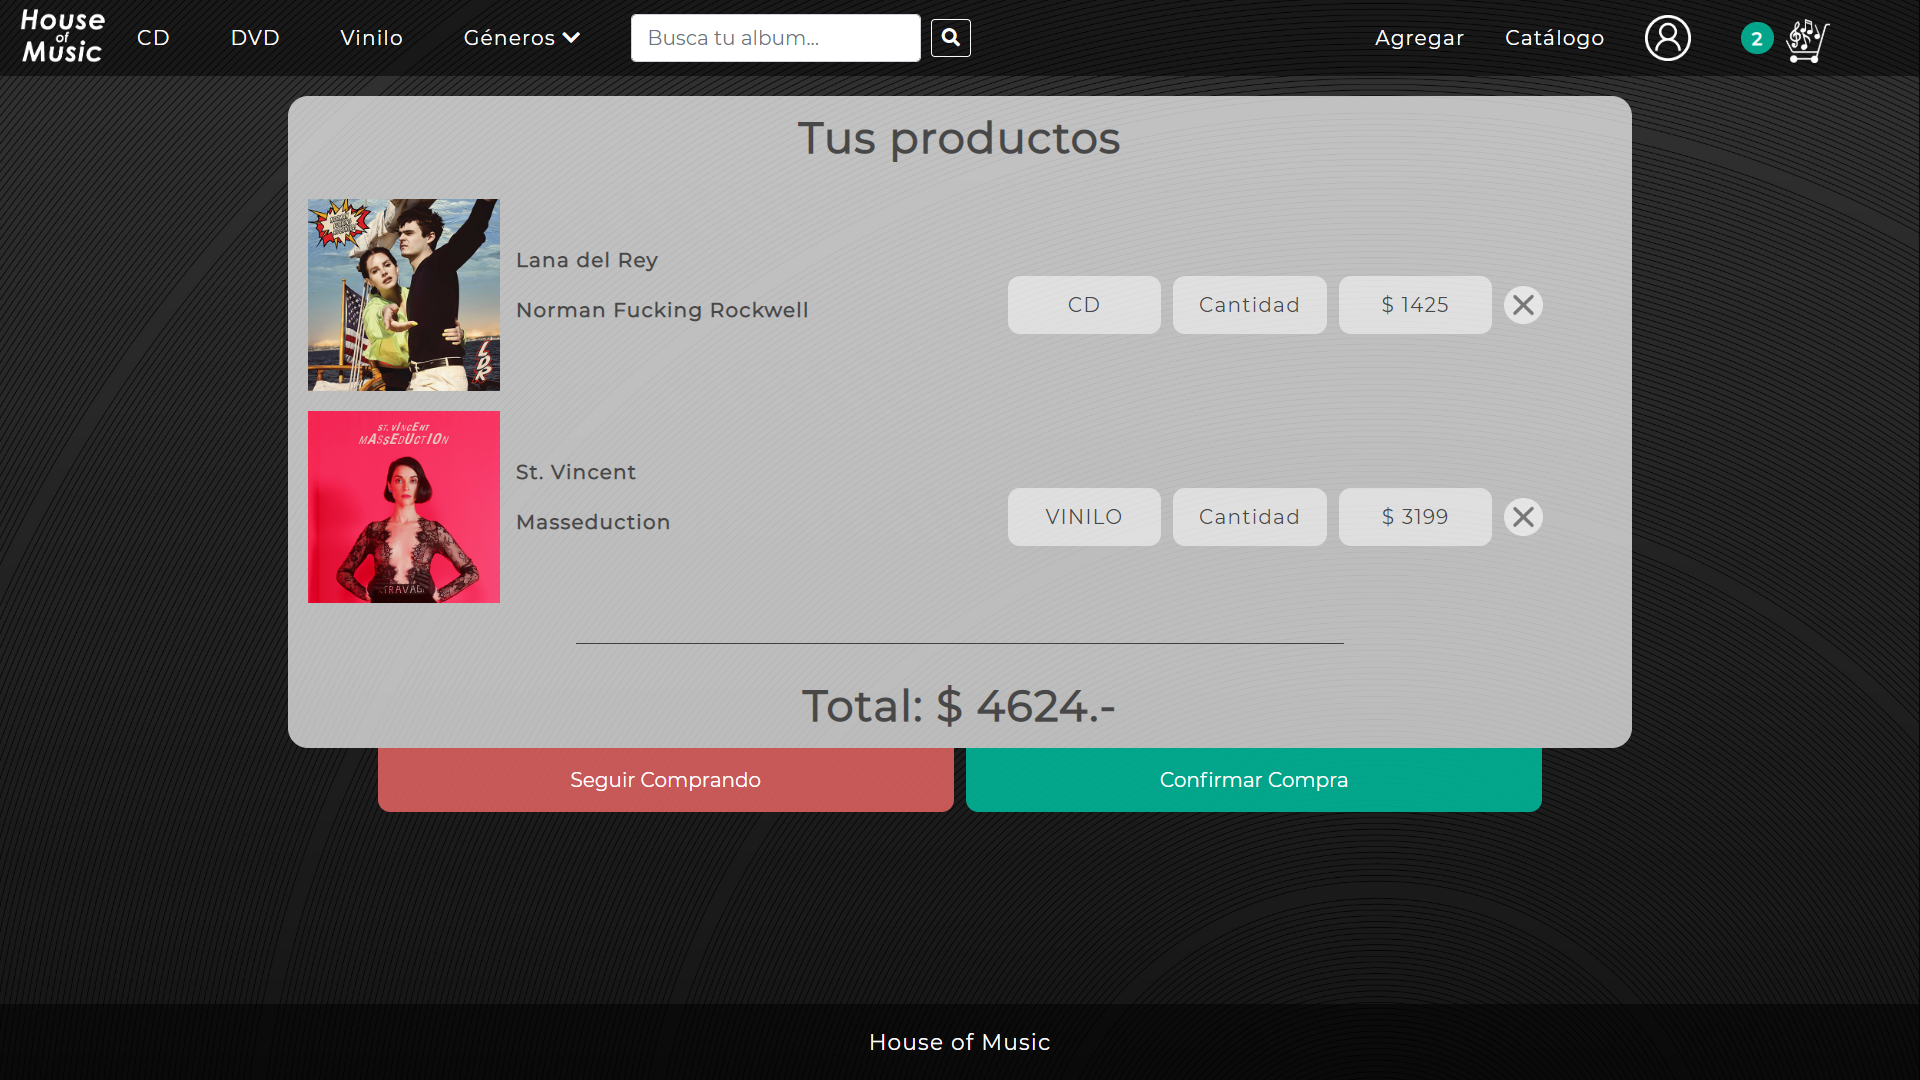 House
of
Music
CD
DVD
Vinilo
Géneros
Busca tu album...
Agregar
Catálogo
2
Tus productos
LDR
Lana del Rey
Norman Fucking Rockwell
CD
Cantidad
$ 1425
ST. VINCENT
MASSEDUCTION
St. Vincent
Masseduction
VINILO
Cantidad
$ 3199
Total: $ 4624.-
Seguir Comprando
Confirmar Compra
House of Music